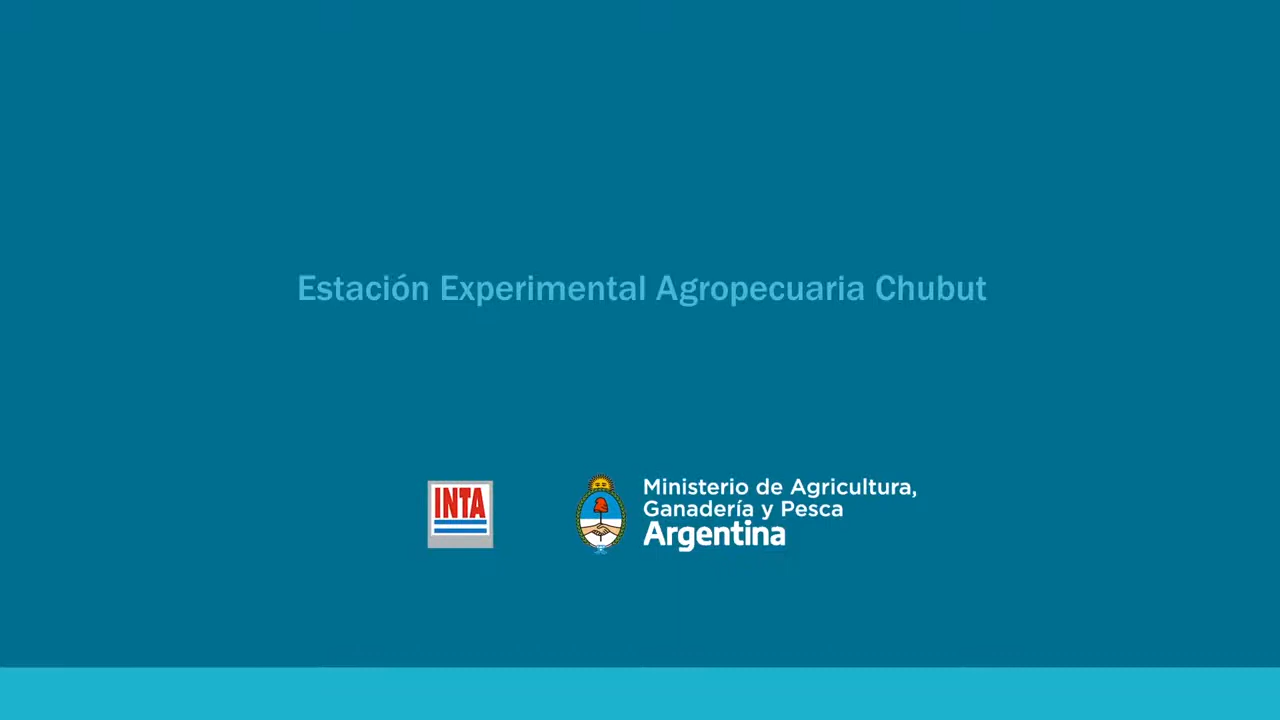 Estación Experimental Agropecuaria Chubut
INTA
Ministerio de Agricultura,
Ganadería y Pesca
Argentina